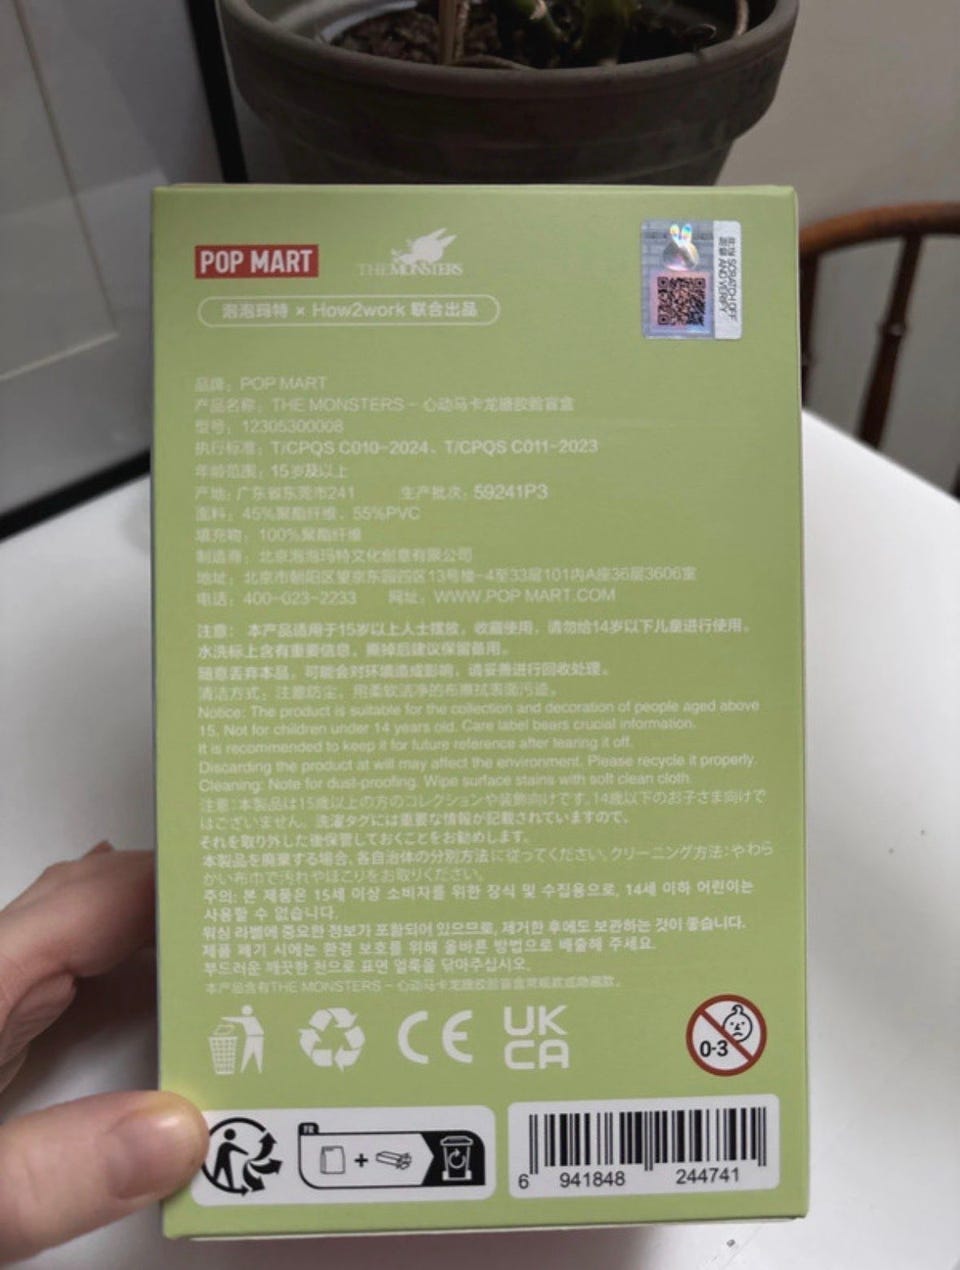 POP MART
THE MONSTERS
泡泡玛特 × How2work 联合出品
此处 SCRATCH OFF
刮开 AND VERIFY
品牌：POP MART
产品名称：THE MONSTERS - 心动马卡龙搪胶脸盲盒
型号：12305300008
执行标准：T/CPQS C010-2024、T/CPQS C011-2023
年龄范围：15岁及以上
产地：广东省东莞市241 生产批次：59241P3
面料：45%聚酯纤维、55%PVC
填充物：100%聚酯纤维
制造商：北京泡泡玛特文化创意有限公司
地址：北京市朝阳区望京东园四区13号楼-4至33层101内A座36层3606室
电话：400-023-2233 网址：WWW.POP MART.COM
注意： 本产品适用于15岁以上人士摆放、收藏使用，请勿给14岁以下儿童进行使用。
水洗标上含有重要信息，撕掉后建议保留备用。
随意丢弃本品，可能会对环境造成影响，请妥善进行回收处理。
清洁方式：注意防尘，用柔软洁净的布擦拭表面污迹。
Notice: The product is suitable for the collection and decoration of people aged above
15. Not for children under 14 years old. Care label bears crucial information.
It is recommended to keep it for future reference after tearing it off.
Discarding the product at will may affect the environment. Please recycle it properly.
Cleaning: Note for dust-proofing. Wipe surface stains with soft clean cloth.
注意：本製品は15歳以上の方のコレクションや装飾向けです。14歳以下のお子さま向けで
はございません。洗濯タグには重要な情報が記載されていますので、
それを取り外した後保管しておくことをお勧めします。
本製品を廃棄する場合、各自治体の分別方法に従ってください。クリーニング方法：やわら
かい布巾で汚れやほこりをお取りください。
주의: 본 제품은 15세 이상 소비자를 위한 장식 및 수집용으로, 14세 이하 어린이는
사용할 수 없습니다.
워싱 라벨에 중요한 정보가 포함되어 있으므로, 제거한 후에도 보관하는 것이 좋습니다.
제품 폐기 시에는 환경 보호를 위해 올바른 방법으로 배출해 주세요.
부드러운 깨끗한 천으로 표면 얼룩을 닦아주십시오.
本产品含有THE MONSTERS - 心动马卡龙搪胶脸盲盒常规款或隐藏款。
CE
UK
CA
0-3
FR
+
6 941848 244741